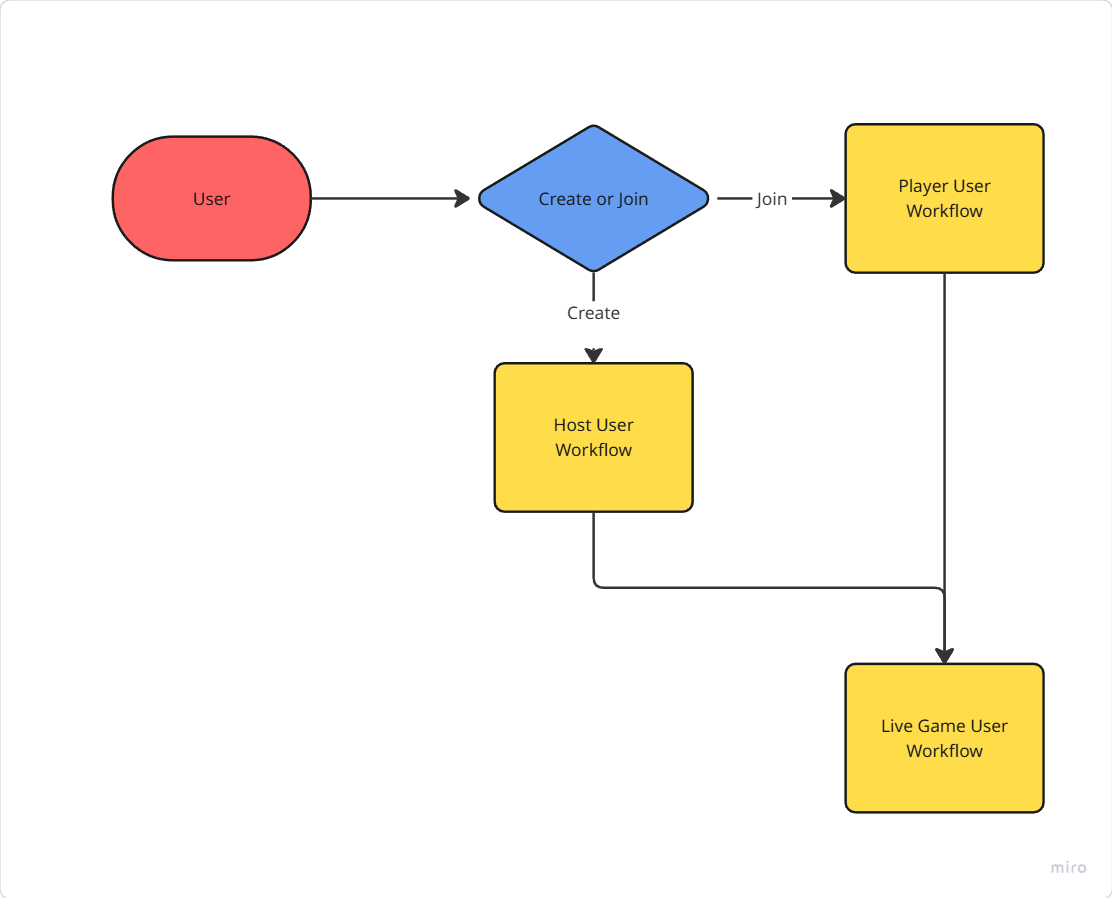 User
Create or Join
Join
Player User
Workflow
Create
Host User
Workflow
Live Game User
Workflow
miro